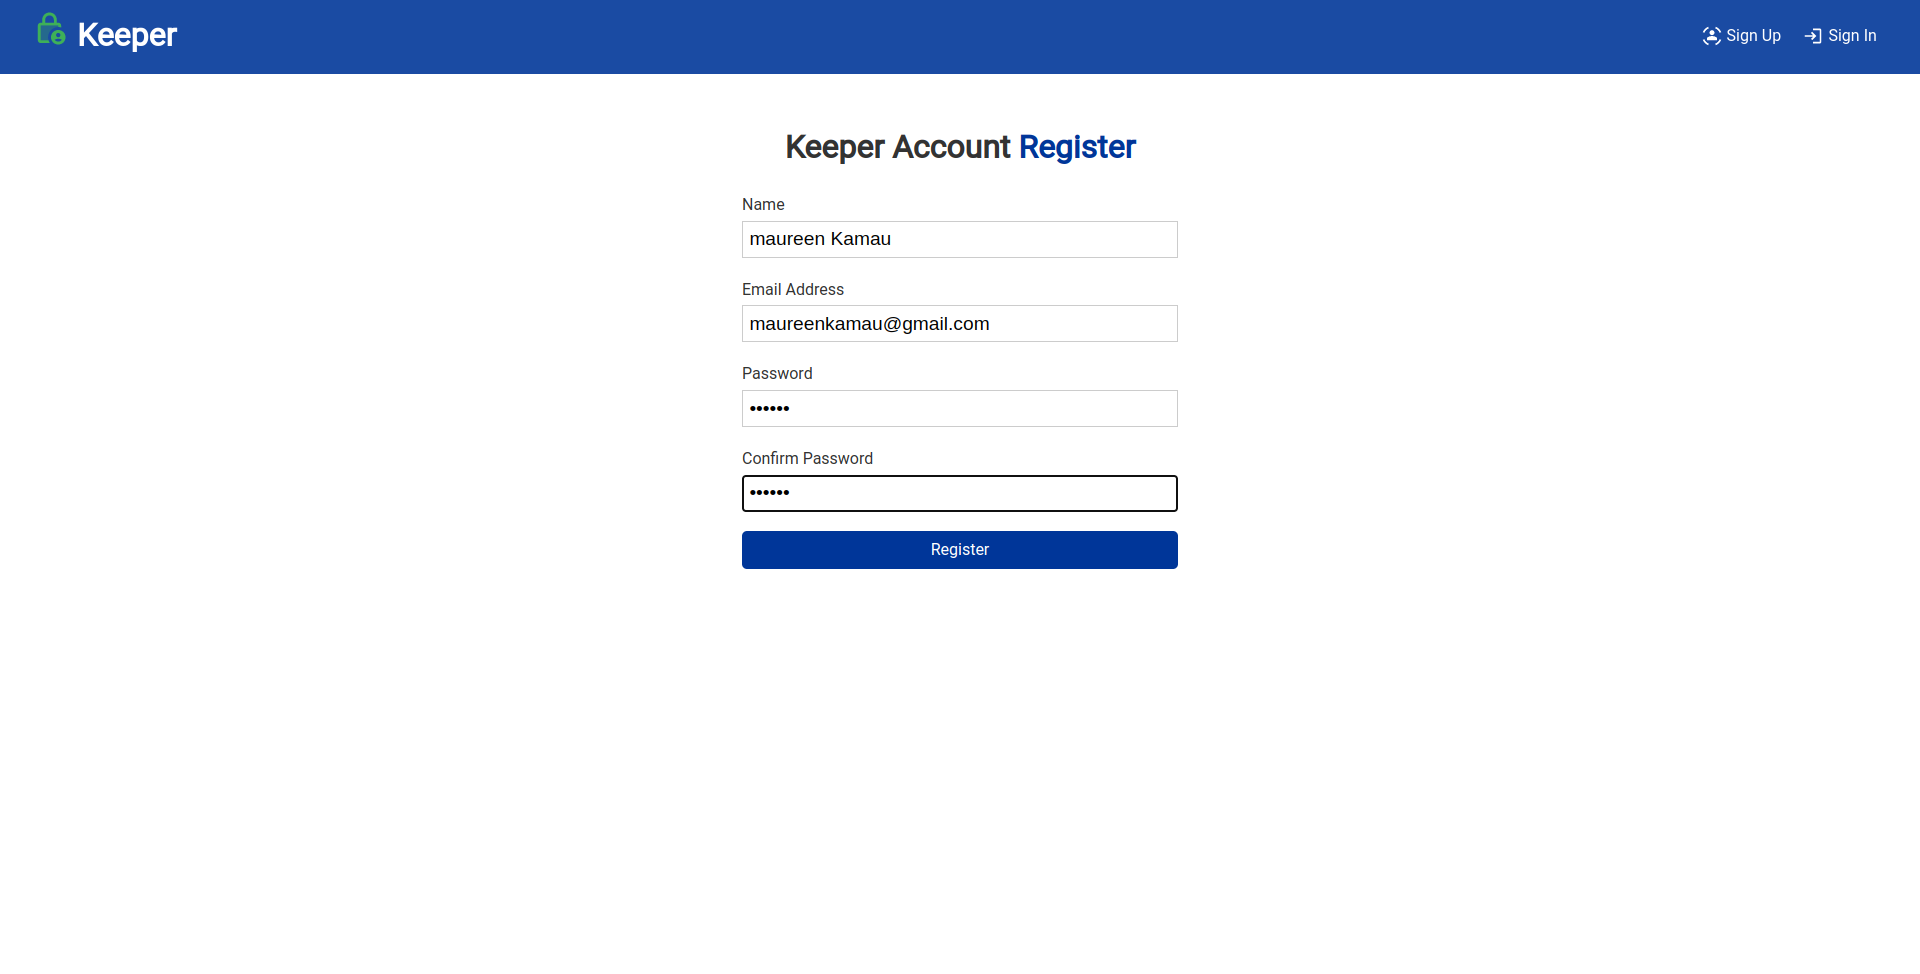 Keeper
Sign Up
Sign In
Keeper Account Register
Name
maureen Kamau
Email Address
maureenkamau@gmail.com
Password
••••••
Confirm Password
••••••
Register